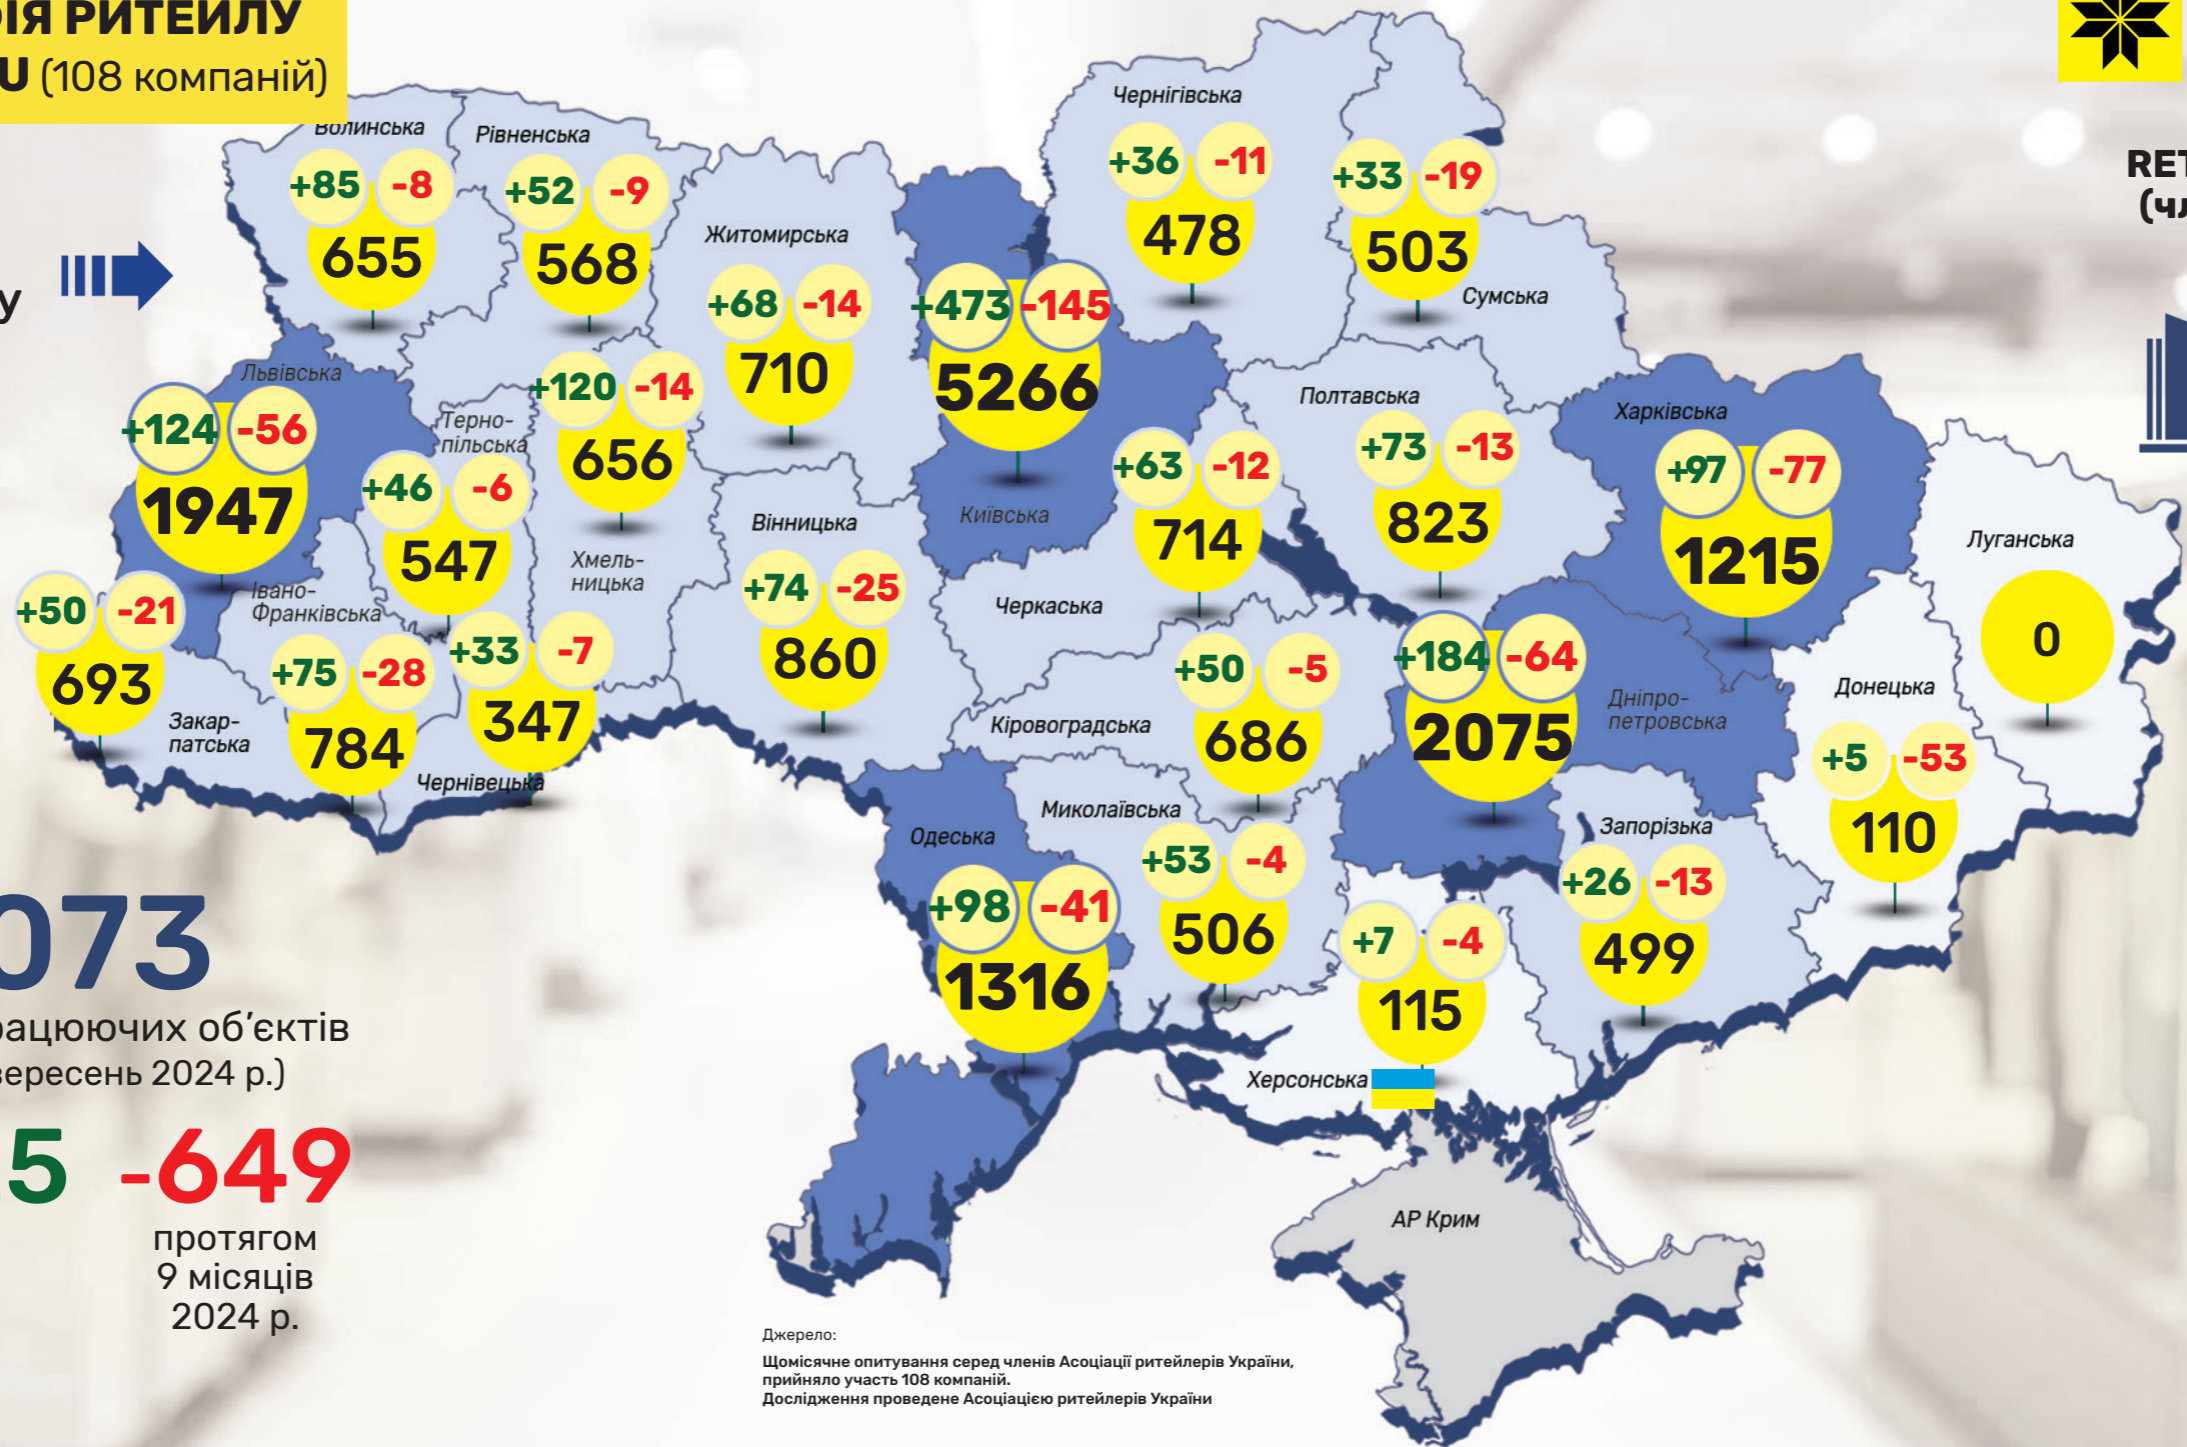 ІЯ РИТЕЙЛУ
U (108 компаній)
RET
(чл
у
Волинська
+85 -8
655
Рівненська
+52 -9
568
Житомирська
+68 -14
710
+473 -145
5266
Київська
Чернігівська
+36 -11
478
+33 -19
503
Сумська
Львівська
+124 -56
1947
Терно-
пільська
+46 -6
547
+120 -14
656
Хмель-
ницька
Вінницька
+74 -25
860
+63 -12
714
Черкаська
Полтавська
+73 -13
823
Харківська
+97 -77
1215
Луганська
0
+50 -21
693
Закар-
патська
Івано-
Франківська
+75 -28
784
+33 -7
347
Чернівецька
Кіровоградська
+50 -5
686
+184 -64
2075
Дніпро-
петровська
Донецька
+5 -53
110
Одеська
+98 -41
1316
Миколаївська
+53 -4
506
+7 -4
115
Херсонська
Запорізька
+26 -13
499
АР Крим
073
рацюючих об’єктів
вересень 2024 р.)
5 -649
протягом
9 місяців
2024 р.
Джерело:
Щомісячне опитування серед членів Асоціації ритейлерів України,
прийняло участь 108 компаній.
Дослідження проведене Асоціацією ритейлерів України